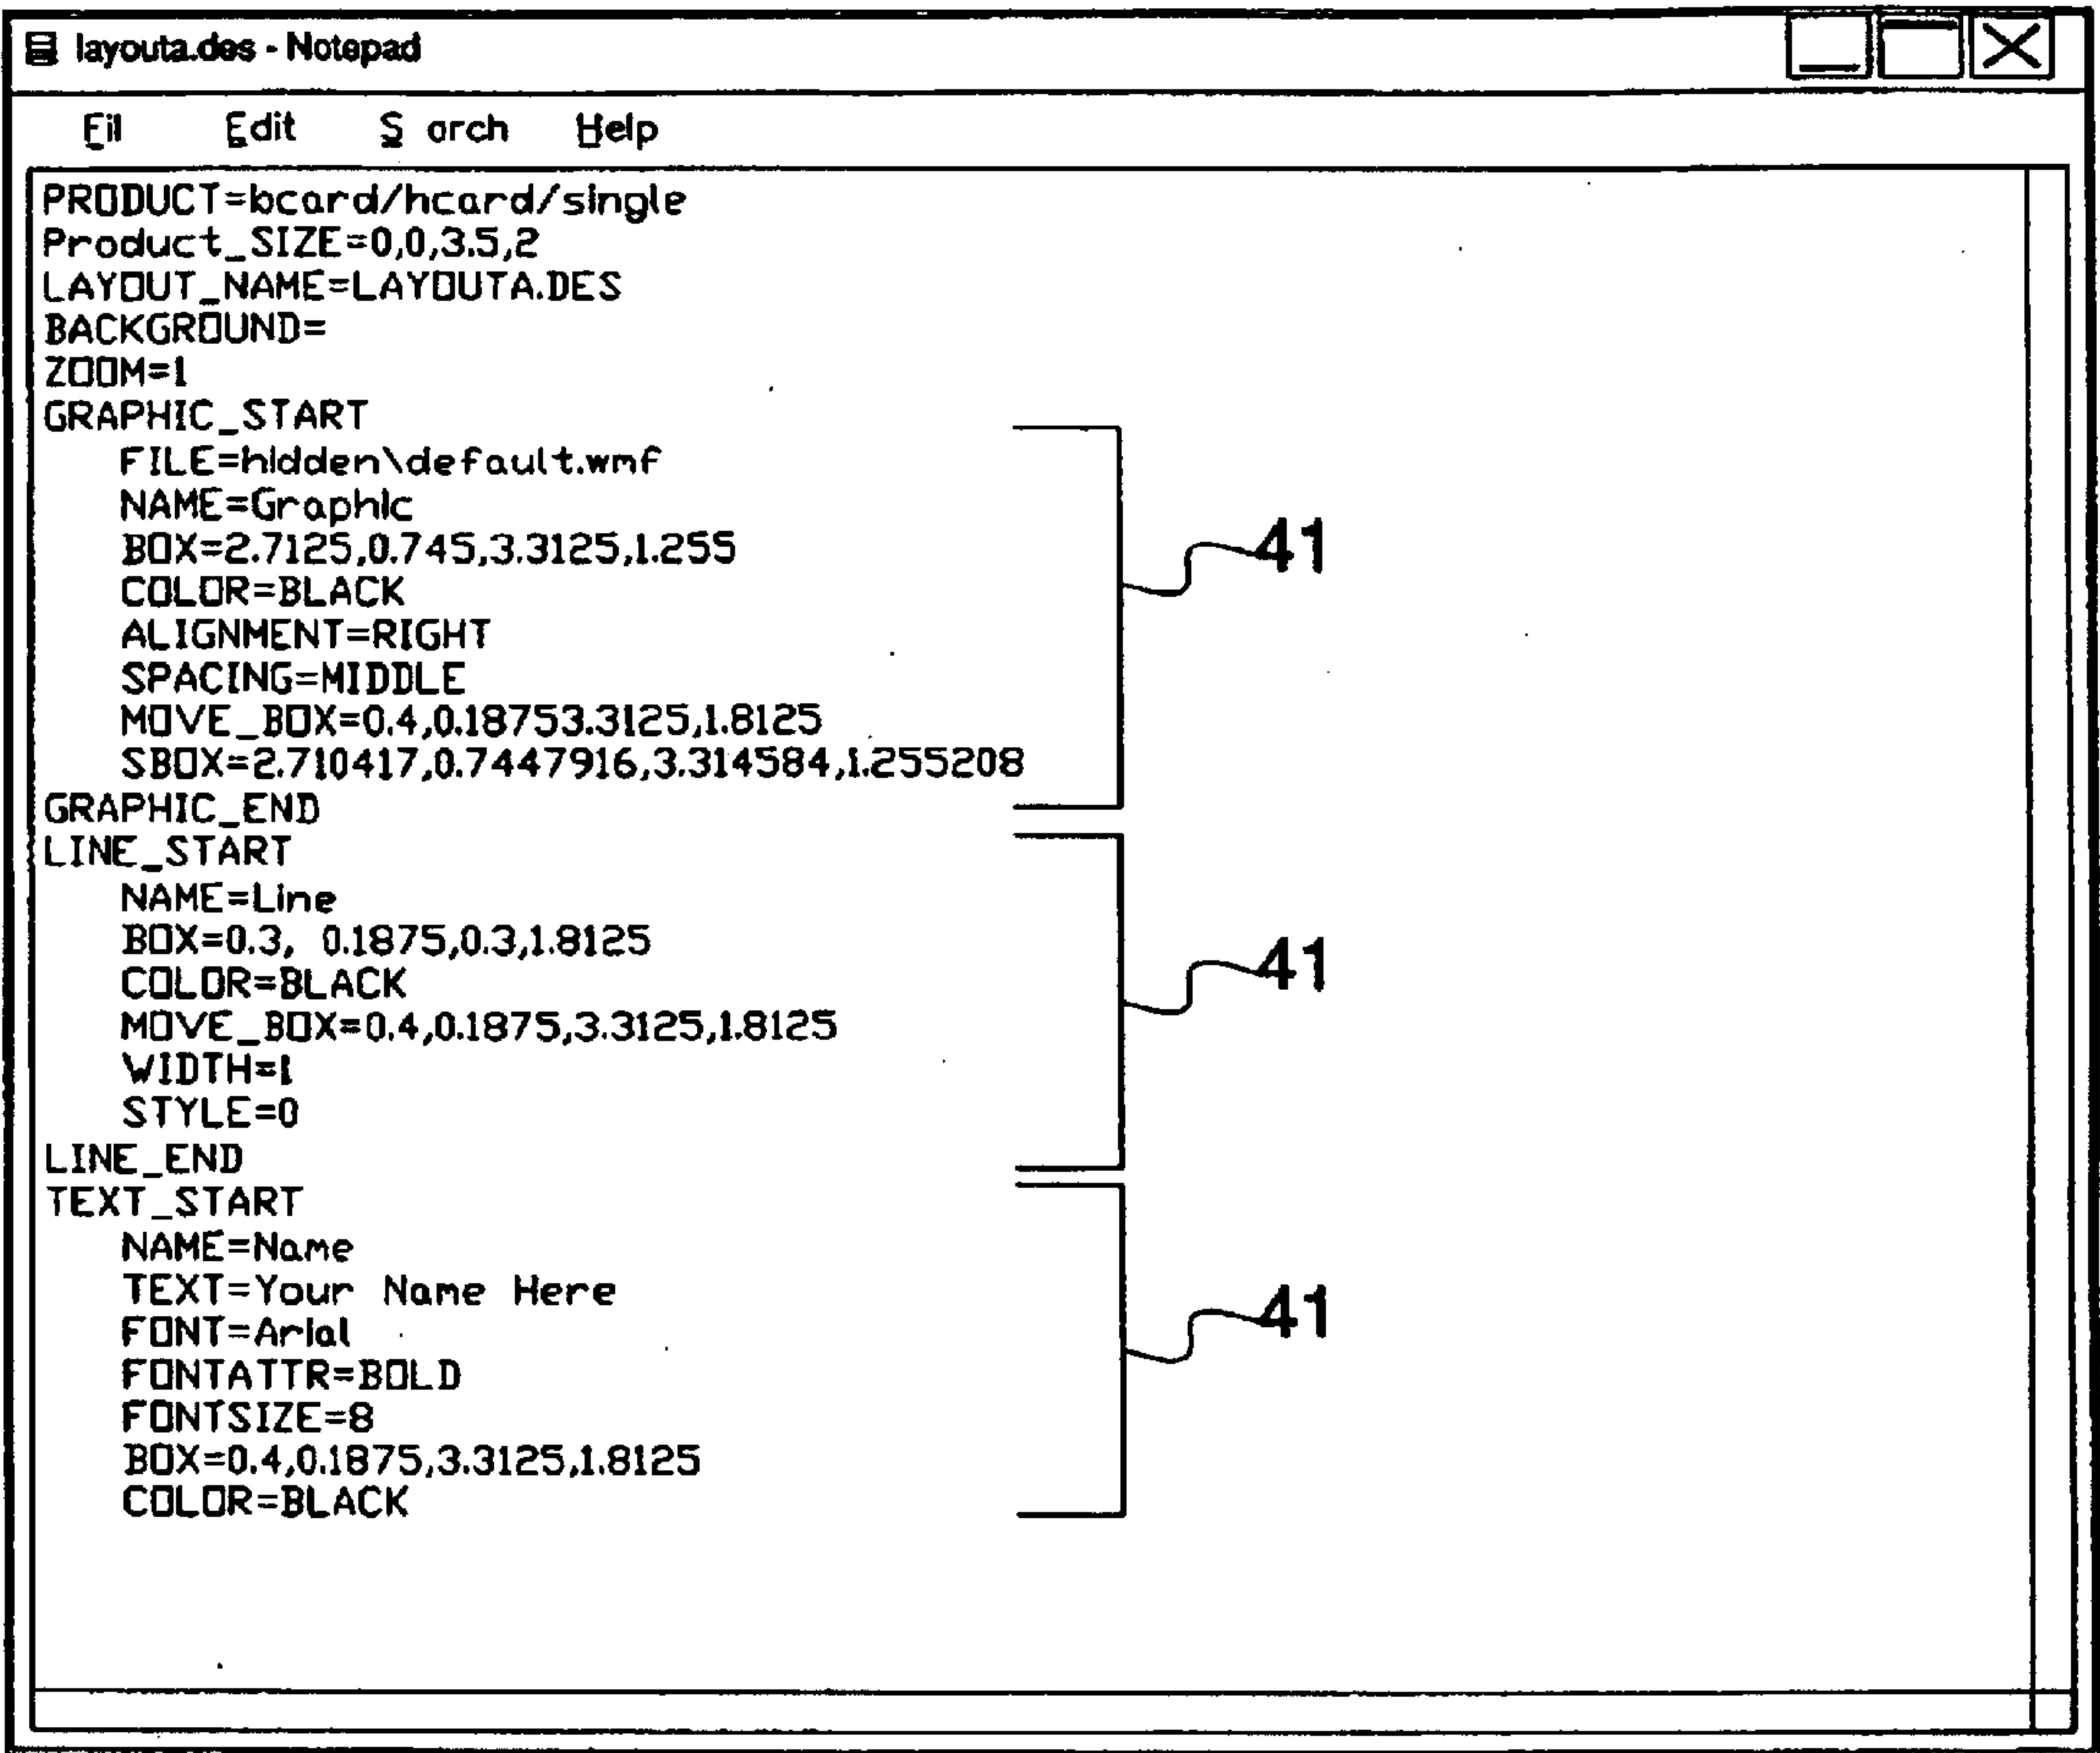 layouta.des - Notepad
Fil Edit S arch Help
PRODUCT=bcard/hcard/single
Product_SIZE=0,0,3.5,2
LAYOUT_NAME=LAYOUTA.DES
BACKGROUND=
ZOOM=1
GRAPHIC_START
FILE=hidden\default.wmf
NAME=Graphic
BOX=2.7125,0.745,3.3125,1.255
COLOR=BLACK
ALIGNMENT=RIGHT
SPACING=MIDDLE
MOVE_BOX=0.4,0.18753.3125,1.8125
SBOX=2.710417,0.7447916,3.314584,1.255208
GRAPHIC_END
41
LINE_START
NAME=Line
BOX=0.3, 0.1875,0.3,1.8125
COLOR=BLACK
MOVE_BOX=0.4,0.1875,3.3125,1.8125
WIDTH=1
STYLE=0
LINE_END
41
TEXT_START
NAME=Name
TEXT=Your Name Here
FONT=Arial
FONTATTR=BOLD
FONTSIZE=8
BOX=0.4,0.1875,3.3125,1.8125
COLOR=BLACK
41